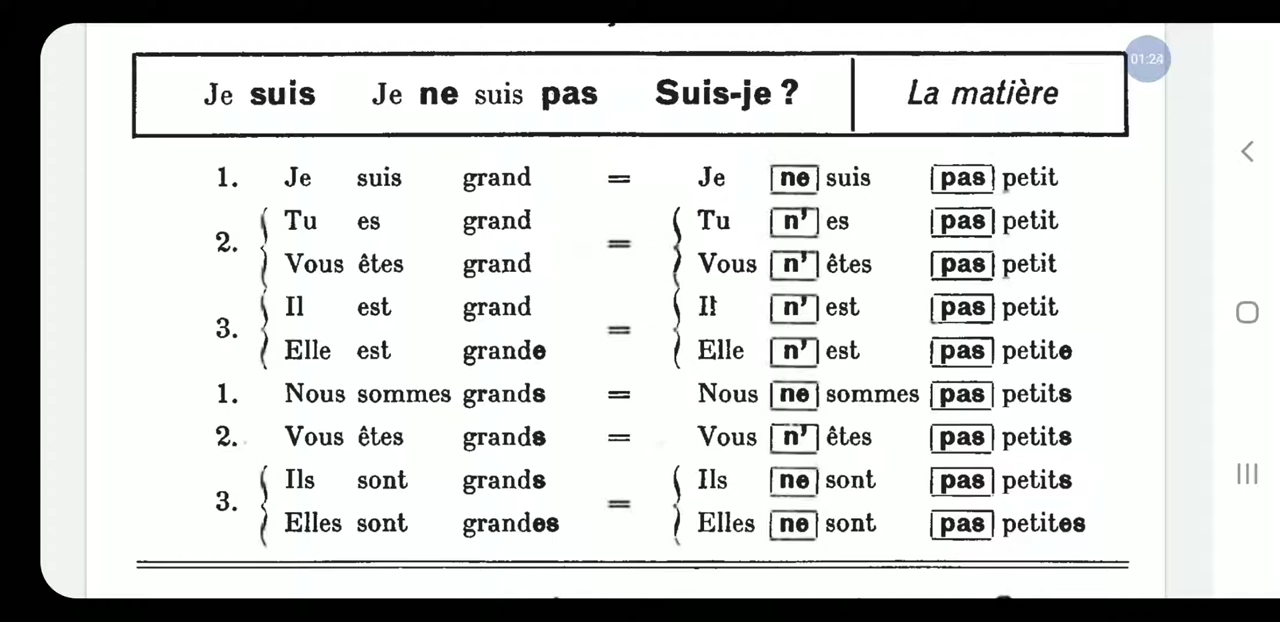 Je suis Je ne suis pas Suis-je ? La matière
01:24
1. Je suis grand = Je ne suis pas petit
2. Tu es grand = Tu n' es pas petit
Vous êtes grand Vous n' êtes pas petit
3. Il est grand = Il n' est pas petit
Elle est grande Elle n' est pas petite
1. Nous sommes grands = Nous ne sommes pas petits
2. Vous êtes grands = Vous n' êtes pas petits
3. Ils sont grands = Ils ne sont pas petits
Elles sont grandes Elles ne sont pas petites